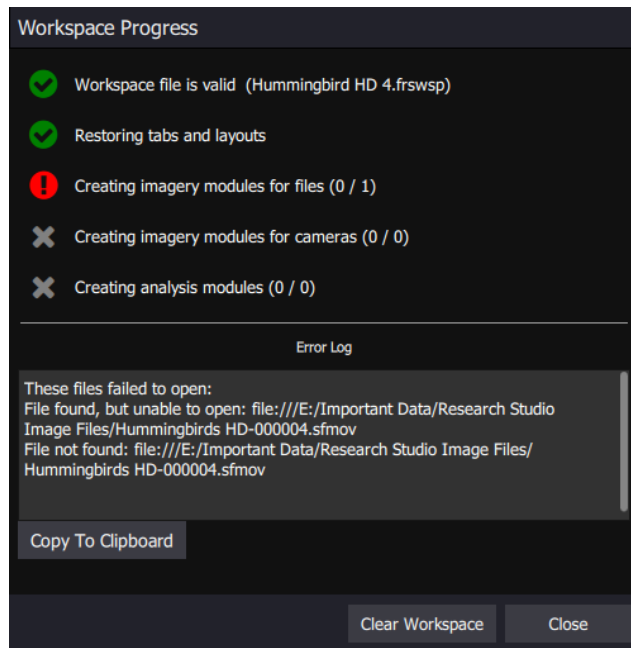 Workspace Progress
Workspace file is valid  (Hummingbird HD 4.frswsp)
Restoring tabs and layouts
Creating imagery modules for files (0 / 1)
Creating imagery modules for cameras (0 / 0)
Creating analysis modules (0 / 0)
Error Log
These files failed to open:
File found, but unable to open: file:///E:/Important Data/Research Studio
Image Files/Hummingbirds HD-000004.sfmov
File not found: file:///E:/Important Data/Research Studio Image Files/
Hummingbirds HD-000004.sfmov
Copy To Clipboard
Clear Workspace
Close